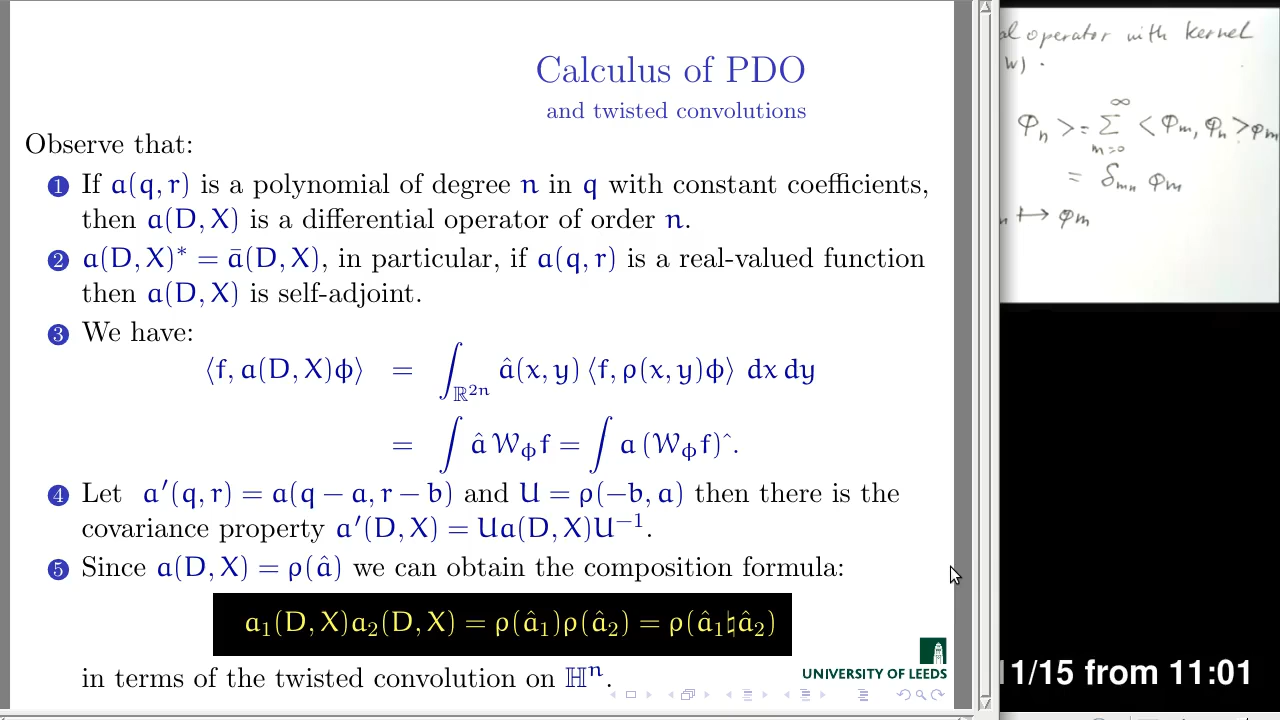 Calculus of PDO
and twisted convolutions
Observe that:
1 If a(q, r) is a polynomial of degree n in q with constant coefficients,
then a(D, X) is a differential operator of order n.
2 a(D, X)* = ā(D, X), in particular, if a(q, r) is a real-valued function
then a(D, X) is self-adjoint.
3 We have:
⟨f, a(D, X)ϕ⟩ = ∫_{ℝ²ⁿ} â(x, y) ⟨f, ρ(x, y)ϕ⟩ dx dy
= ∫ â 𝒲_ϕ f = ∫ a (𝒲_ϕ f)ˆ.
4 Let a′(q, r) = a(q − a, r − b) and U = ρ(−b, a) then there is the
covariance property a′(D, X) = Ua(D, X)U⁻¹.
5 Since a(D, X) = ρ(â) we can obtain the composition formula:
a₁(D, X)a₂(D, X) = ρ(â₁)ρ(â₂) = ρ(â₁♮â₂)
in terms of the twisted convolution on ℍⁿ.
UNIVERSITY OF LEEDS
al operator with kernel
w) .
φₙ >= ∑_{m=0}^{∞} < φₘ, φₙ > φₘ
= δₘₙ φₘ
n ↦ φₘ
11/15 from 11:01